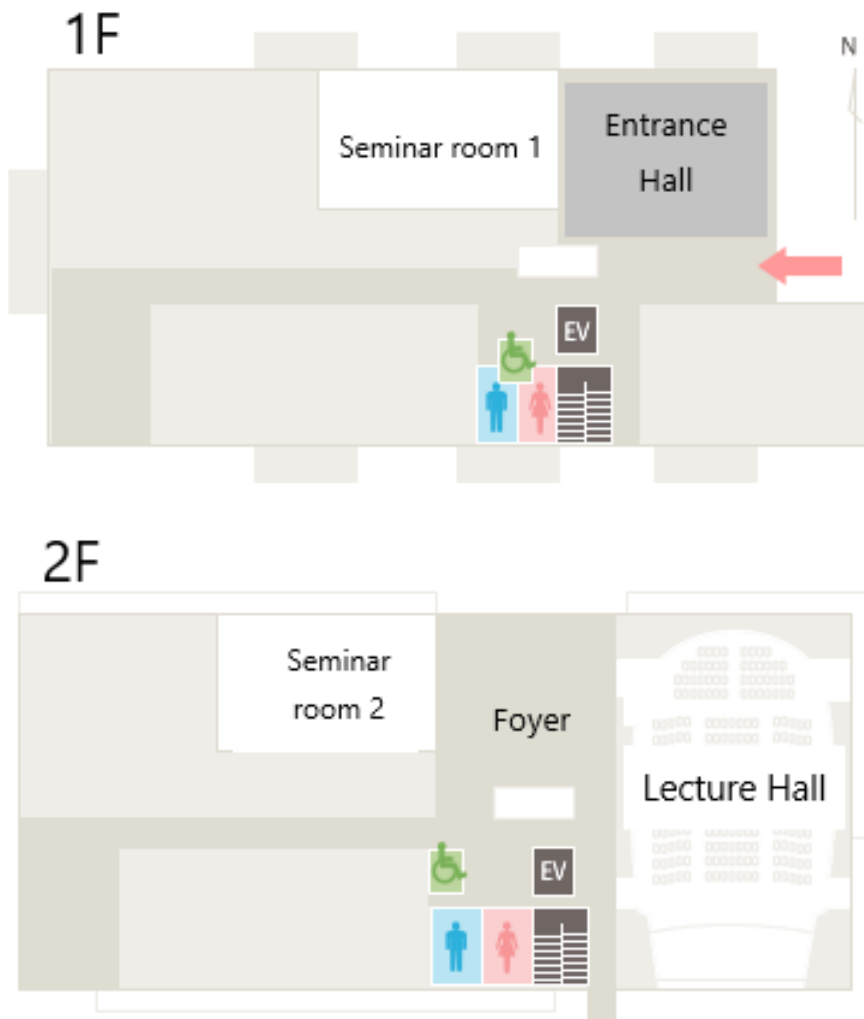 1F
N
Seminar room 1
Entrance
Hall
EV
2F
Seminar
room 2
Foyer
Lecture Hall
EV